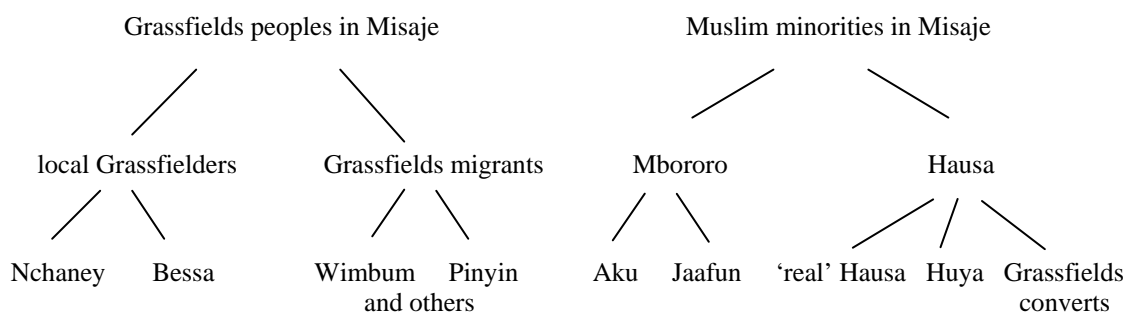 Grassfields peoples in Misaje
Muslim minorities in Misaje
local Grassfielders
Grassfields migrants
Mbororo
Hausa
Nchaney
Bessa
Wimbum
Pinyin
and others
Aku
Jaafun
‘real’ Hausa
Huya
Grassfields
converts